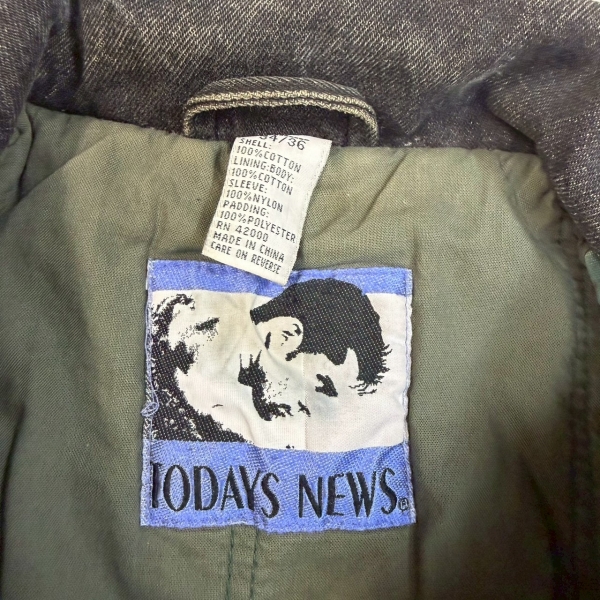 34/36
SHELL:
100%COTTON
LINING:BODY:
100%COTTON
SLEEVE:
100%NYLON
PADDING:
100%POLYESTER
RN 42000
MADE IN CHINA
CARE ON REVERSE
TODAYS NEWS®